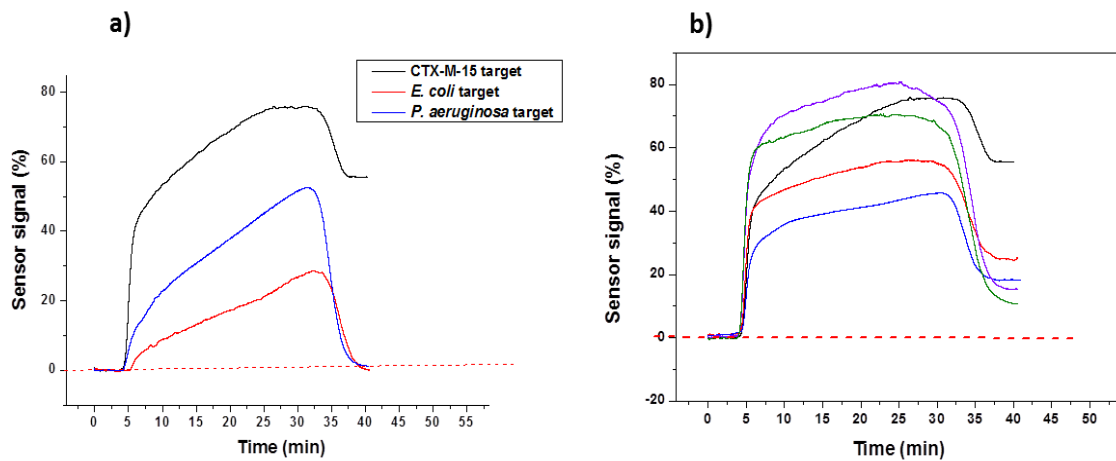 a)
CTX-M-15 target
E. coli target
P. aeruginosa target
80
60
40
20
0
Sensor signal (%)
0 5 10 15 20 25 30 35 40 45 50 55
Time (min)
b)
80
60
40
20
-0
-20
Sensor signal (%)
0 5 10 15 20 25 30 35 40 45 50
Time (min)